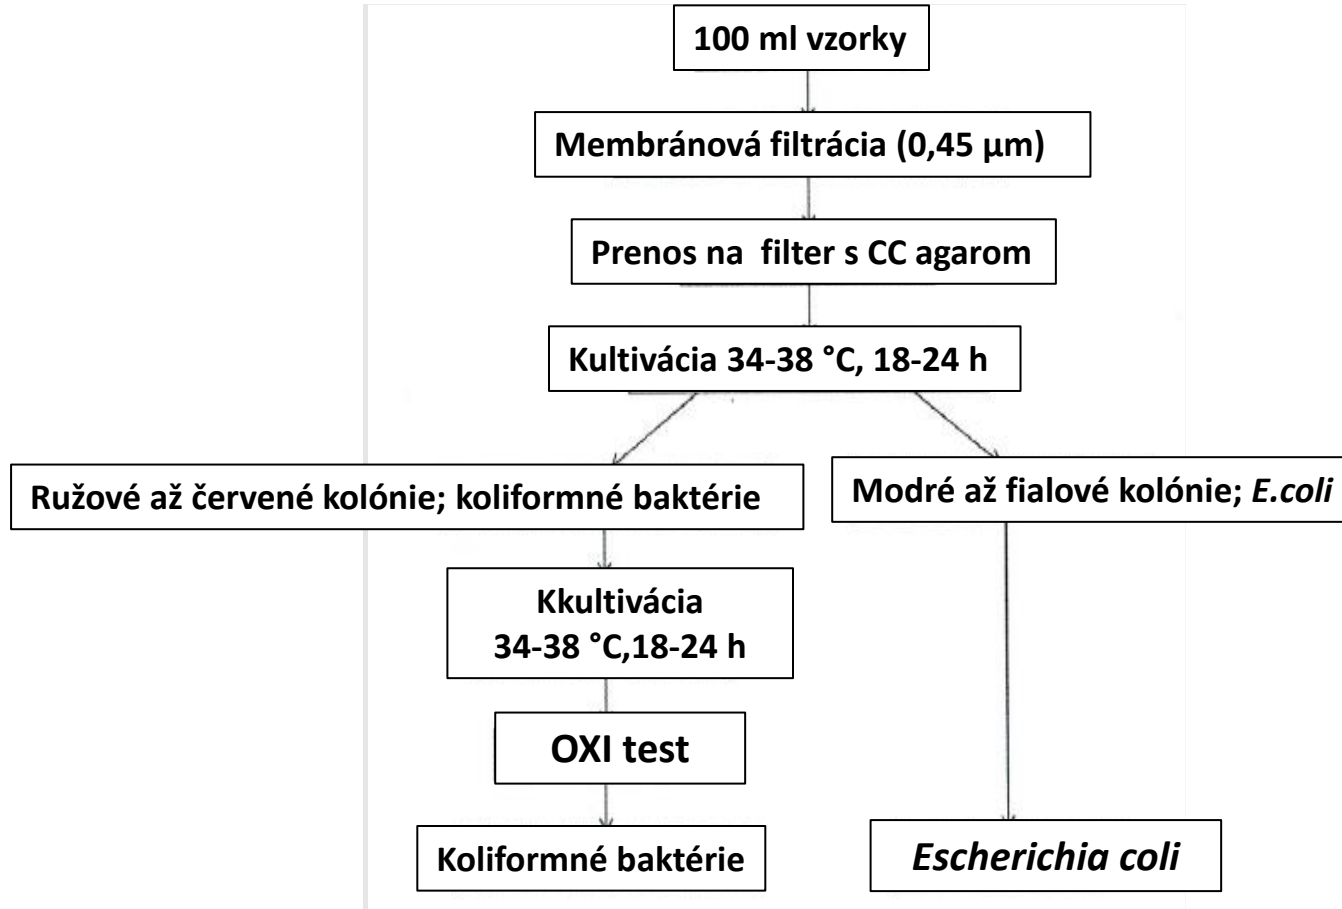 100 ml vzorky
Membránová filtrácia (0,45 μm)
Prenos na filter s CC agarom
Kultivácia 34-38 °C, 18-24 h
Ružové až červené kolónie; koliformné baktérie
Modré až fialové kolónie; E.coli
Kkultivácia
34-38 °C,18-24 h
OXI test
Koliformné baktérie
Escherichia coli